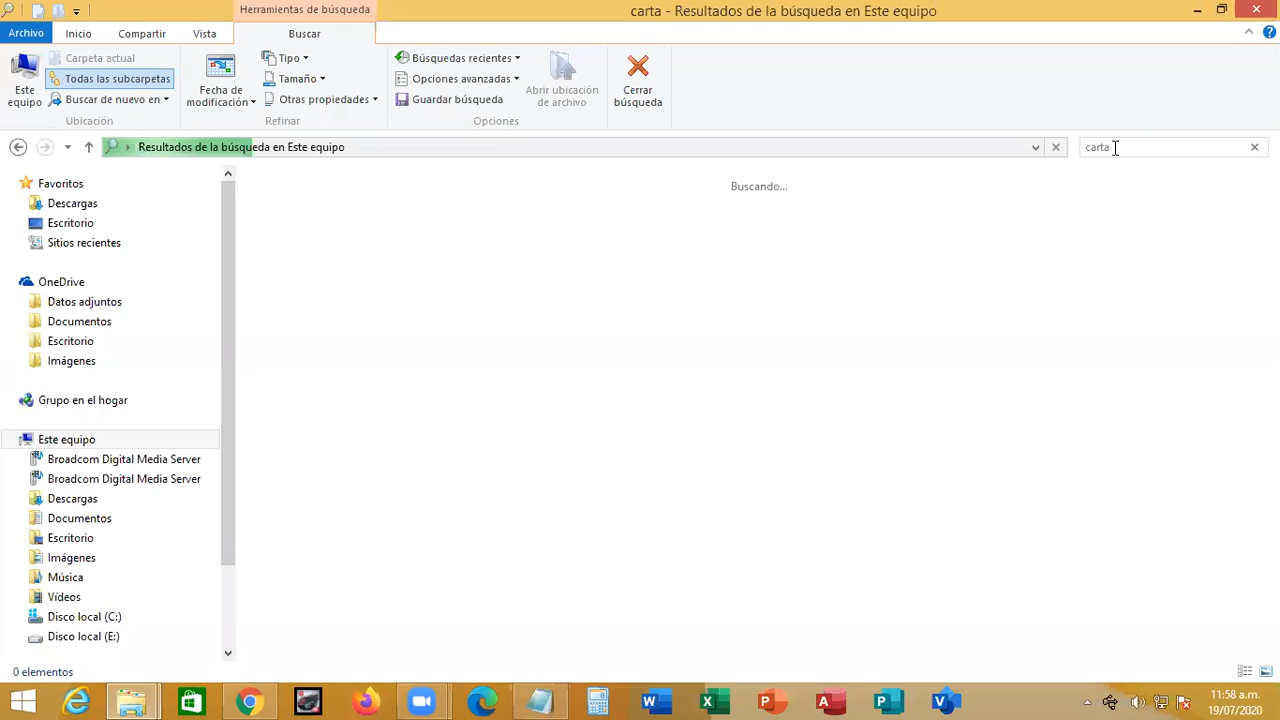 Herramientas de búsqueda
carta - Resultados de la búsqueda en Este equipo
Archivo
Inicio
Compartir
Vista
Buscar
Este equipo
Carpeta actual
Todas las subcarpetas
Buscar de nuevo en
Ubicación
Fecha de modificación
Tipo
Tamaño
Otras propiedades
Refinar
Búsquedas recientes
Opciones avanzadas
Guardar búsqueda
Abrir ubicación de archivo
Opciones
Cerrar búsqueda
Resultados de la búsqueda en Este equipo
carta
Buscando...
Favoritos
Descargas
Escritorio
Sitios recientes
OneDrive
Datos adjuntos
Documentos
Escritorio
Imágenes
Grupo en el hogar
Este equipo
Broadcom Digital Media Server
Broadcom Digital Media Server
Descargas
Documentos
Escritorio
Imágenes
Música
Vídeos
Disco local (C:)
Disco local (E:)
0 elementos
11:58 a.m.
19/07/2020